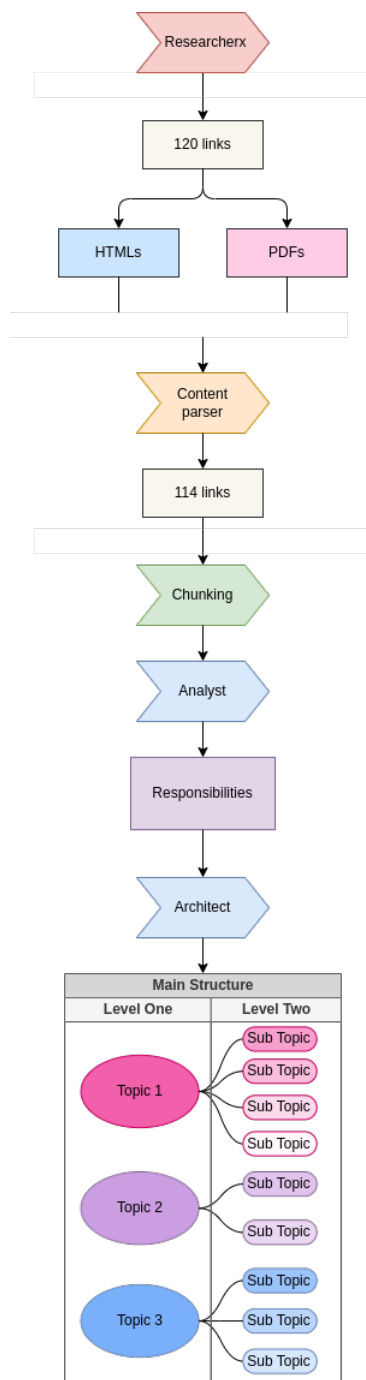 Researcherx
120 links
HTMLs
PDFs
Content
parser
114 links
Chunking
Analyst
Responsibilities
Architect
Main Structure
Level One
Level Two
Topic 1
Sub Topic
Sub Topic
Sub Topic
Sub Topic
Topic 2
Sub Topic
Sub Topic
Topic 3
Sub Topic
Sub Topic
Sub Topic